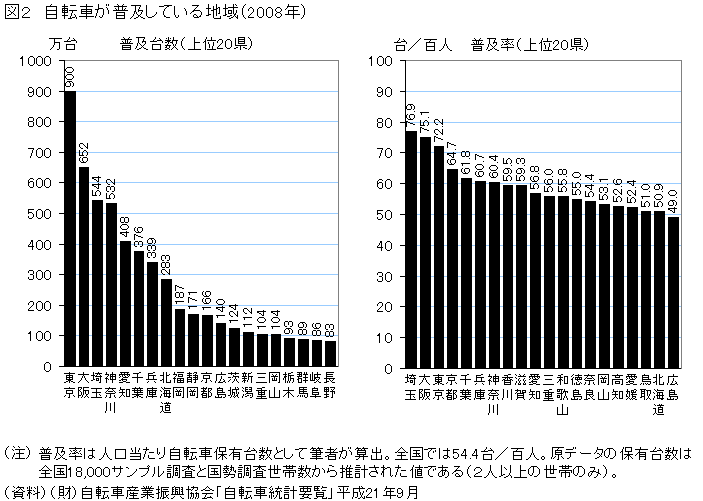 図2 自転車が普及している地域(2008年)
万台 普及台数(上位20県)
1000
900
800
700
600
500
400
300
200
100
0
900
652
544
532
408
376
339
283
187
171
166
140
124
112
104
104
93
89
86
83
東京
大阪
埼玉
神奈川
愛知
千葉
兵庫
北海道
福岡
静岡
京都
広島
茨城
新潟
三重
岡山
栃木
群馬
岐阜
長野
台/百人 普及率(上位20県)
100
90
80
70
60
50
40
30
20
10
0
76.9
75.1
72.2
64.7
61.8
60.7
60.4
59.5
59.3
56.8
56.0
55.8
55.0
54.4
53.1
52.6
52.4
51.0
50.9
49.0
埼玉
大阪
東京
京都
千葉
兵庫
神奈川
香川
滋賀
愛知
三重
和歌山
徳島
奈良
岡山
高知
愛媛
鳥取
北海道
広島
(注) 普及率は人口当たり自転車保有台数として筆者が算出。全国では54.4台/百人。原データの保有台数は
全国18,000サンプル調査と国勢調査世帯数から推計された値である(2人以上の世帯のみ)。
(資料)(財)自転車産業振興協会「自転車統計要覧」平成21年9月